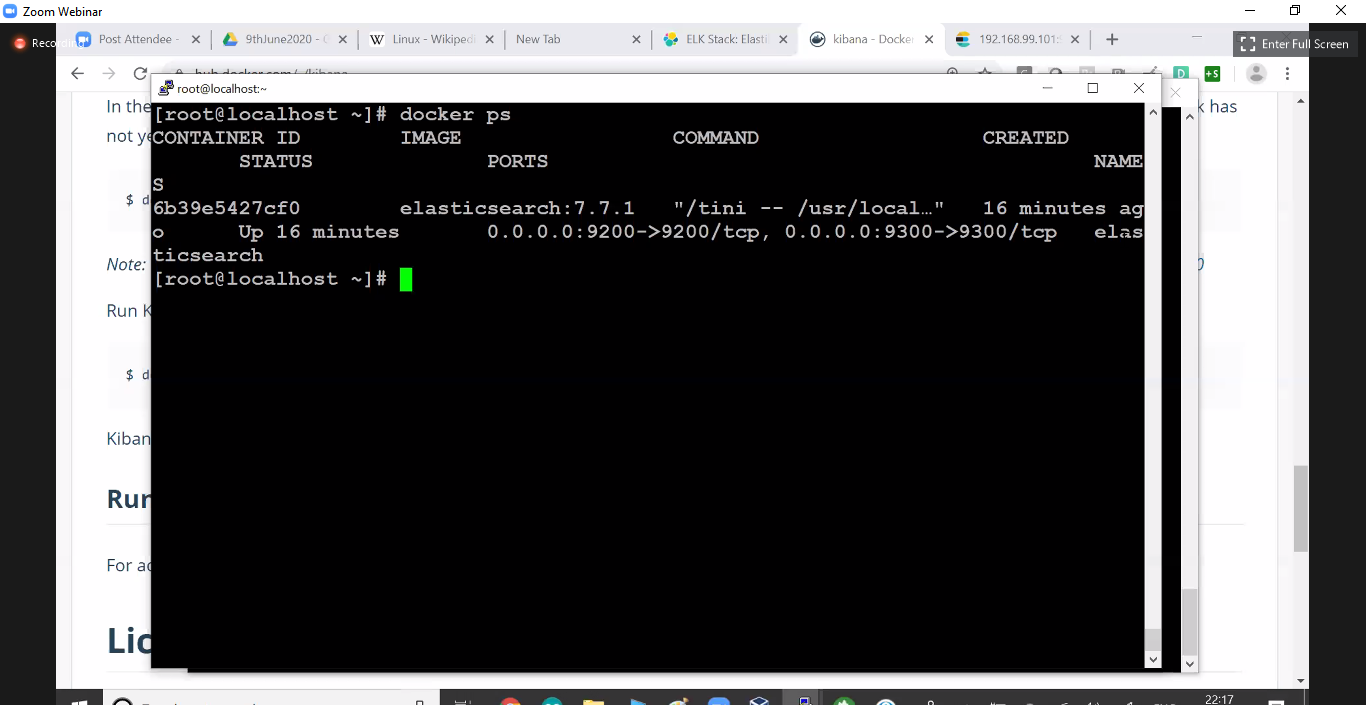 Zoom Webinar
Recording
Post Attendee -
9thJune2020 - G
Linux - Wikiped
New Tab
ELK Stack: Elasti
kibana - Docker
192.168.99.101:
Enter Full Screen
hub.docker.com/_/kibana
root@localhost:~
In the
k has
not ye
$ d
Note:
0
Run K
$ d
Kiban
Run
For ad
Lic
[root@localhost ~]# docker ps
CONTAINER ID IMAGE COMMAND CREATED
STATUS PORTS NAME
S
6b39e5427cf0 elasticsearch:7.7.1 "/tini -- /usr/local…" 16 minutes ag
o Up 16 minutes 0.0.0.0:9200->9200/tcp, 0.0.0.0:9300->9300/tcp elas
ticsearch
[root@localhost ~]#
22:17